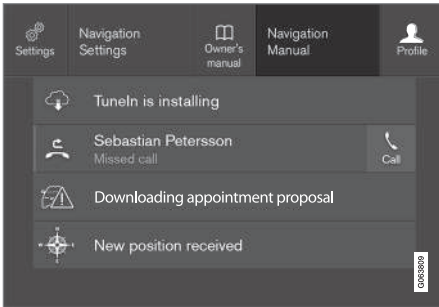 Settings
Navigation
Settings
Owner's
manual
Navigation
Manual
Profile
TuneIn is installing
Sebastian Petersson
Missed call
Call
Downloading appointment proposal
New position received
G063809